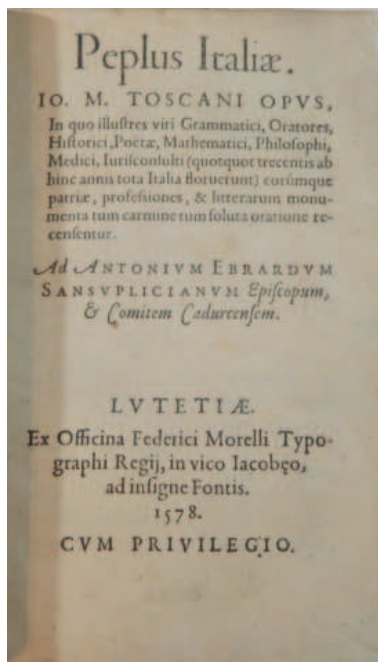 Peplus Italiæ.
IO. M. TOSCANI OPVS,
In quo illuſtres viri Grammatici, Oratores,
Hiſtorici, Poetæ, Mathematici, Philoſophi,
Medici, Iuriſconſulti (quotquot trecentis ab
hinc annis tota Italia floruerunt) eorúmque
patriæ, profeſsiones, & litterarum monu-
menta tum carmine tum ſoluta oratione re-
cenſentur.
Ad ANTONIVM EBRARDVM
SANSVPLICIANVM Epiſcopum,
& Comitem Cadurcenſem.
LVTETIÆ.
Ex Officina Federici Morelli Typo-
graphi Regij, in vico Iacobęo,
ad inſigne Fontis.
1578.
CVM PRIVILEGIO.